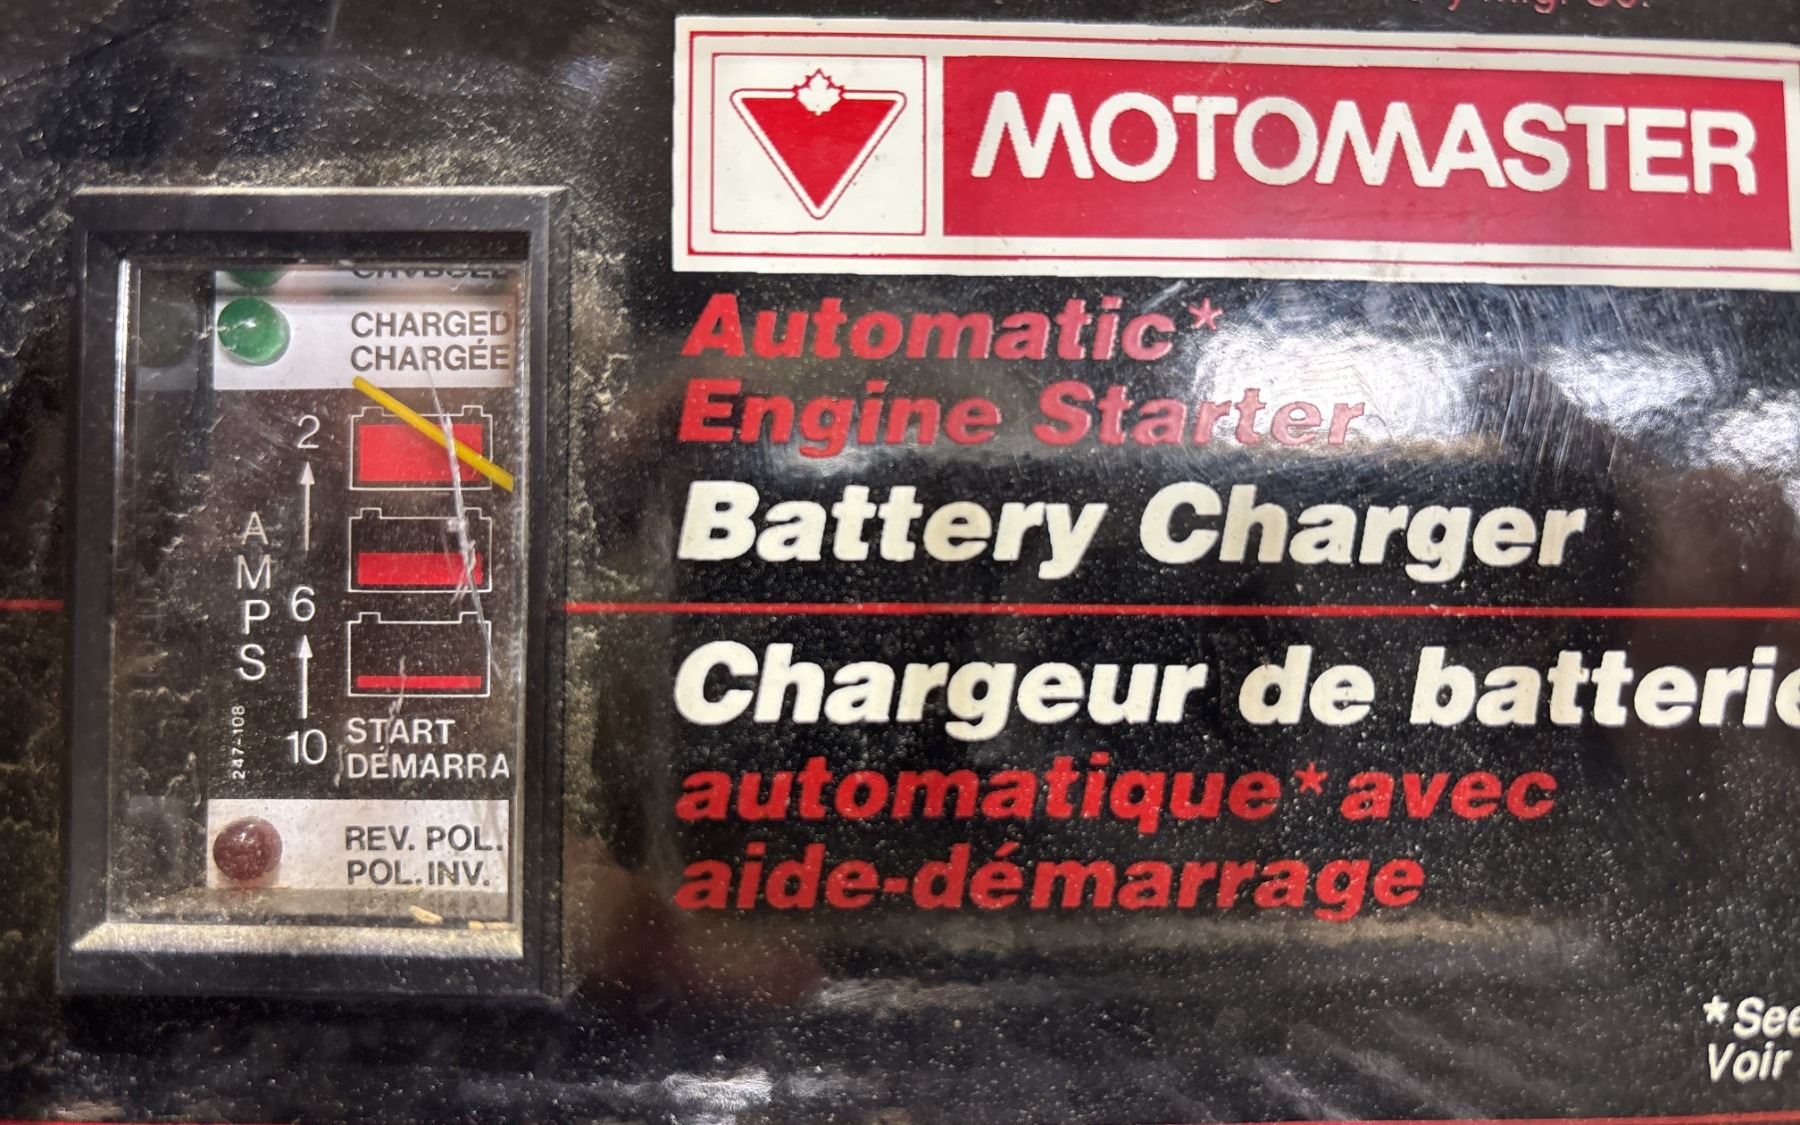 MOTOMASTER
Automatic*
Engine Starter
Battery Charger
Chargeur de batterie
automatique* avec
aide-démarrage
*See
Voir
CHARGED
CHARGÉE
2
AMPS
6
10
START
DÉMARRA
247-108
REV. POL.
POL. INV.